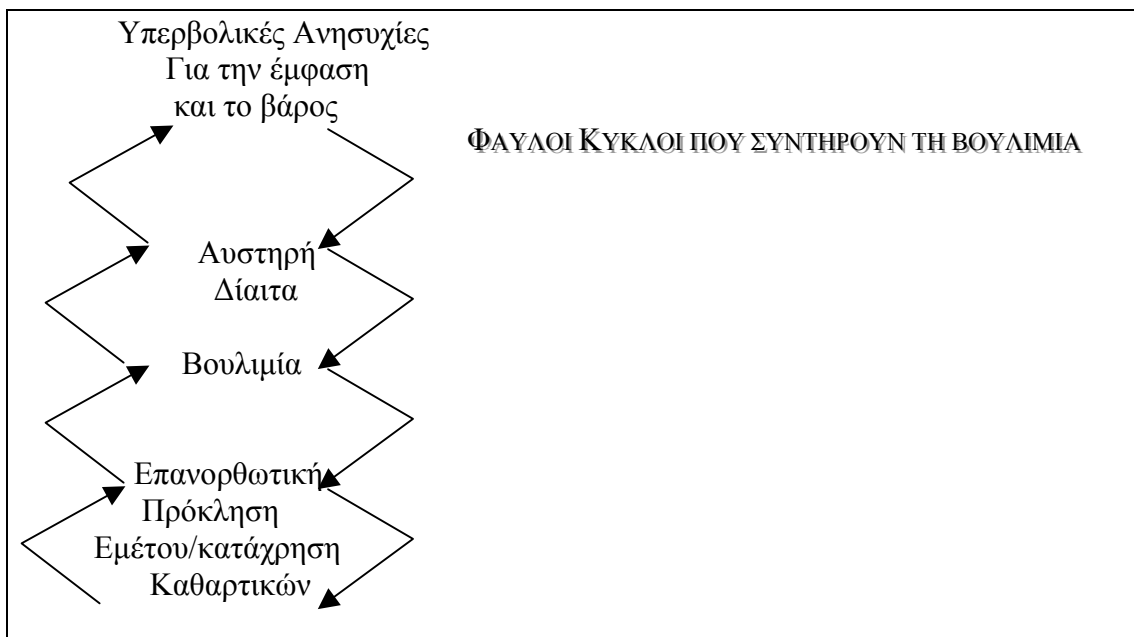 Υπερβολικές Ανησυχίες
Για την έμφαση
και το βάρος
ΦΑΥΛΟΙ ΚΥΚΛΟΙ ΠΟΥ ΣΥΝΤΗΡΟΥΝ ΤΗ ΒΟΥΛΙΜΙΑ
Αυστηρή
Δίαιτα
Βουλιμία
Επανορθωτική
Πρόκληση
Εμέτου/κατάχρηση
Καθαρτικών